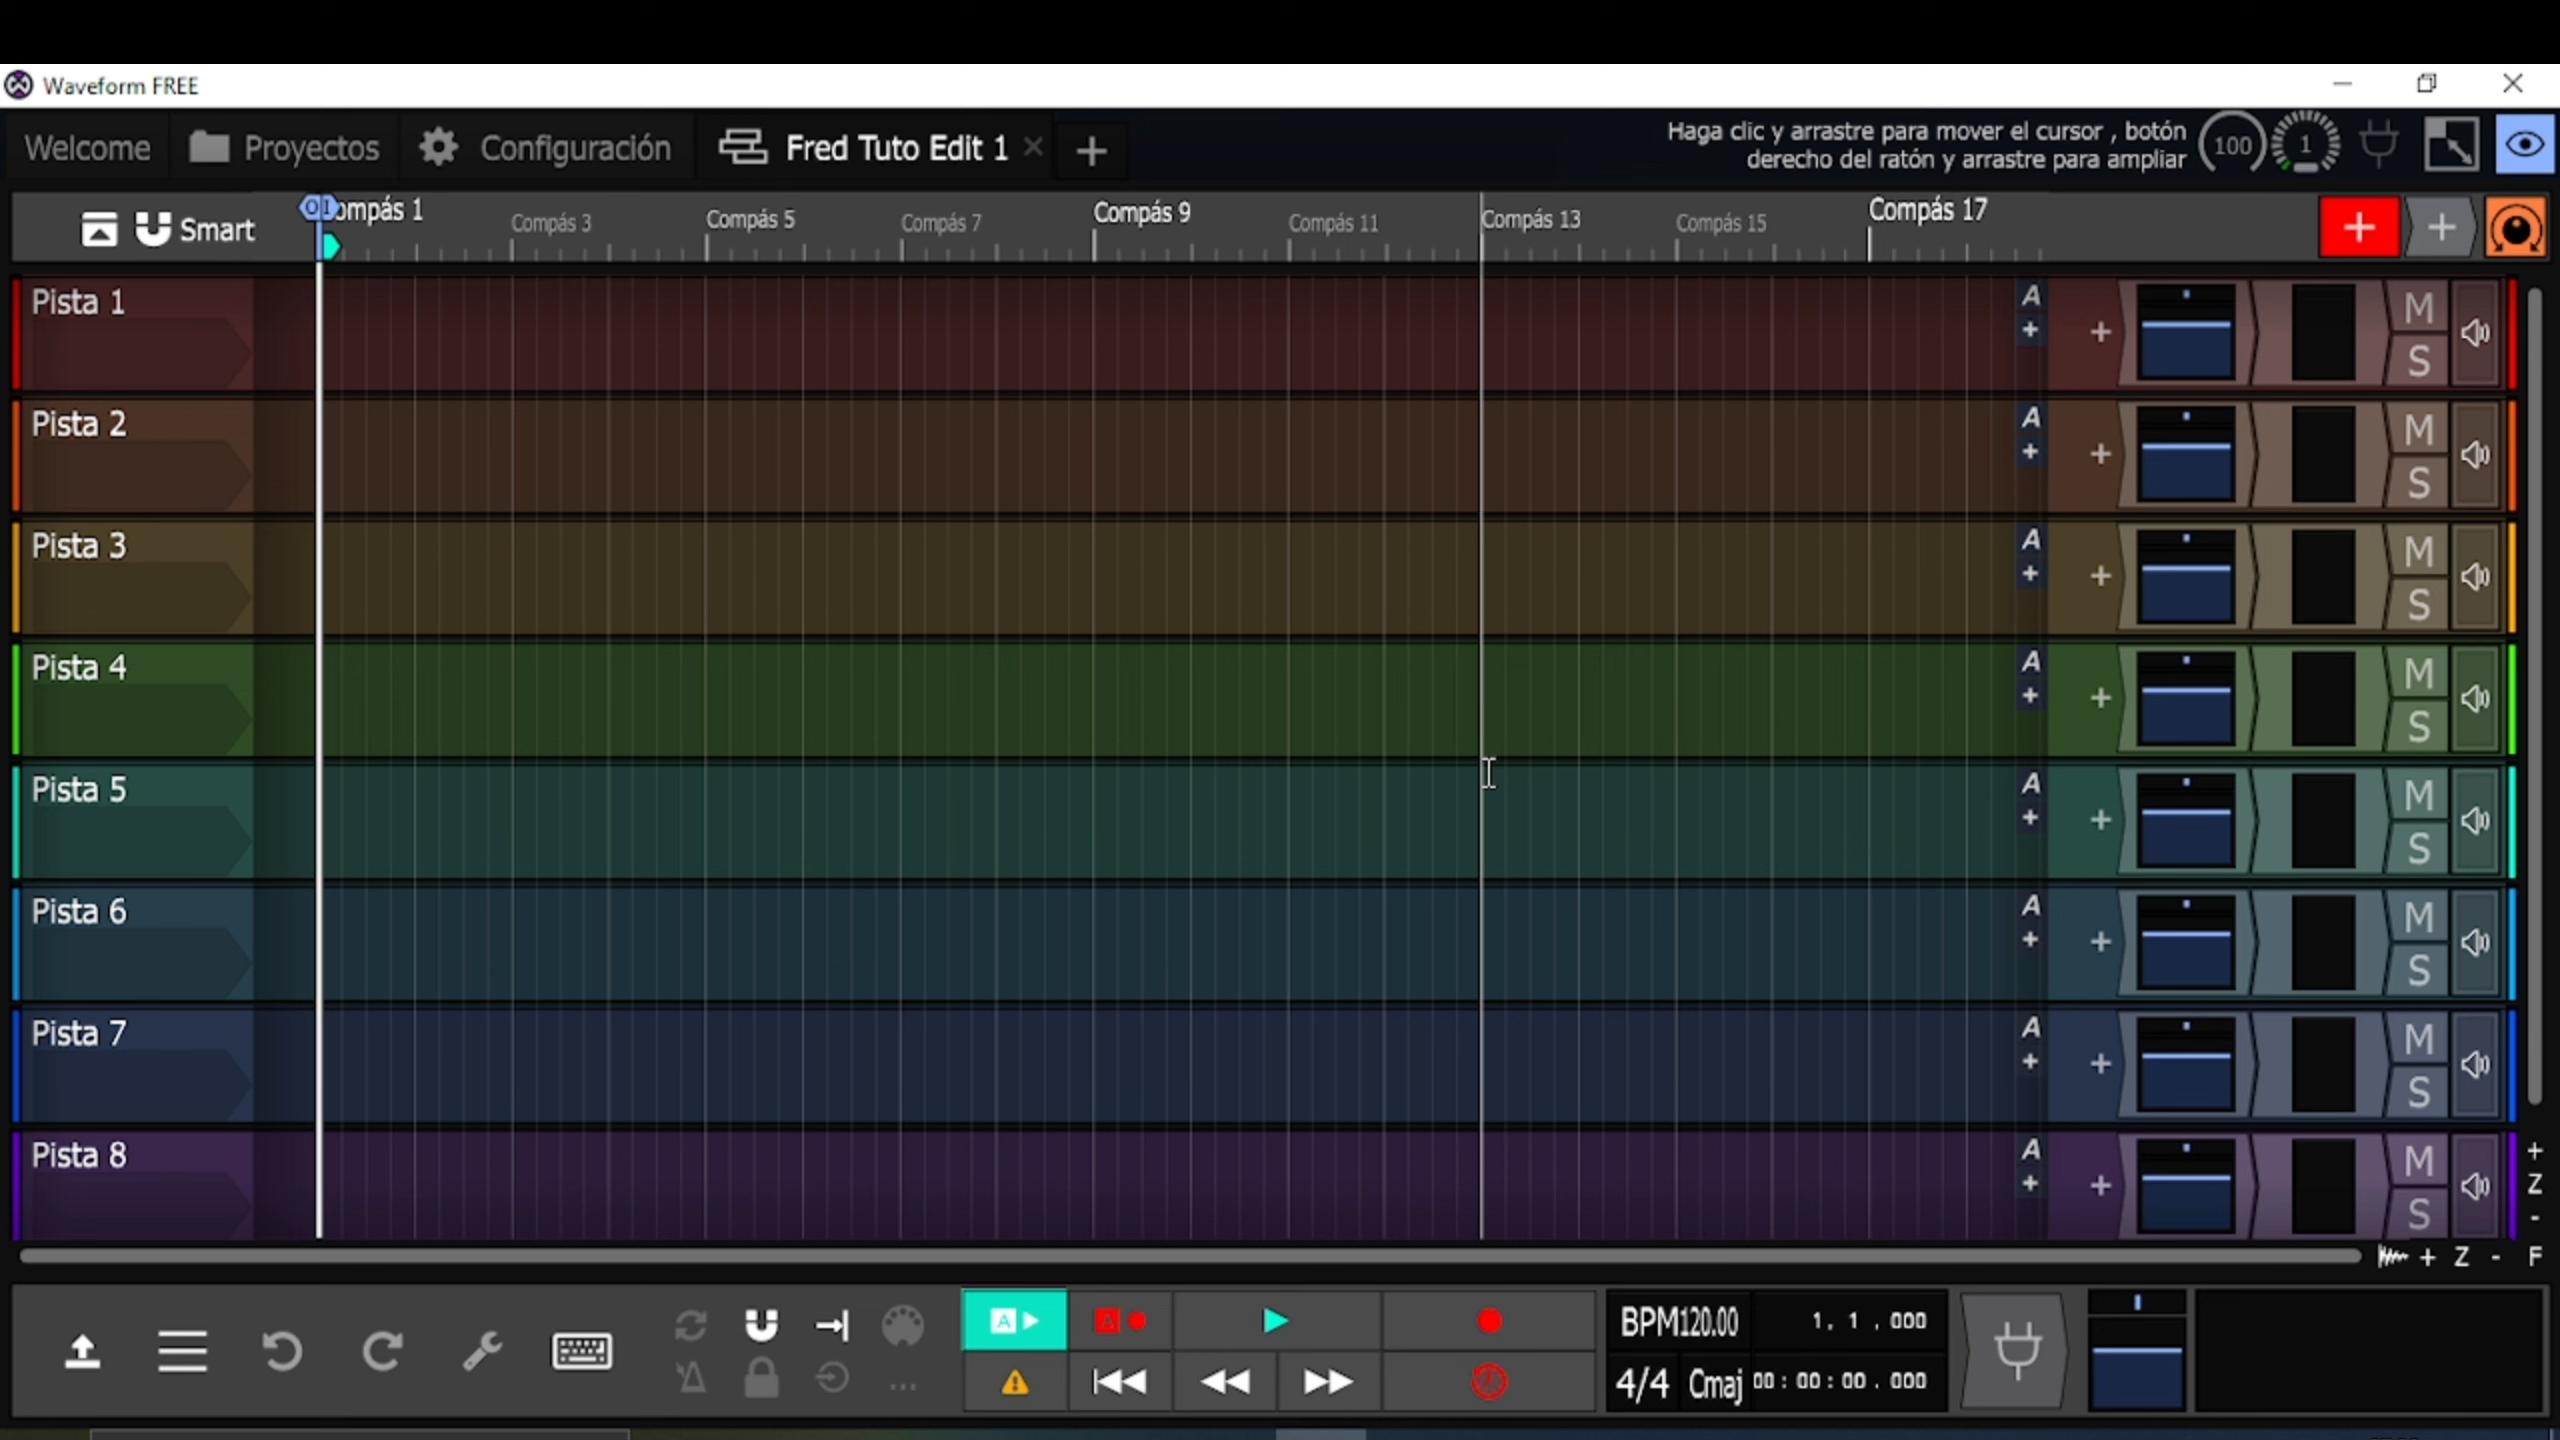 Waveform FREE
Welcome
Proyectos
Configuración
Fred Tuto Edit 1
Haga clic y arrastre para mover el cursor , botón
derecho del ratón y arrastre para ampliar
100
1
Smart
Compás 1
Compás 3
Compás 5
Compás 7
Compás 9
Compás 11
Compás 13
Compás 15
Compás 17
Pista 1
A
M
S
Pista 2
A
M
S
Pista 3
A
M
S
Pista 4
A
M
S
Pista 5
A
M
S
Pista 6
A
M
S
Pista 7
A
M
S
Pista 8
A
M
S
+
Z
-
+ Z - F
A
A
BPM120.00
1, 1 , 000
4/4 Cmaj 00 : 00 : 00 . 000